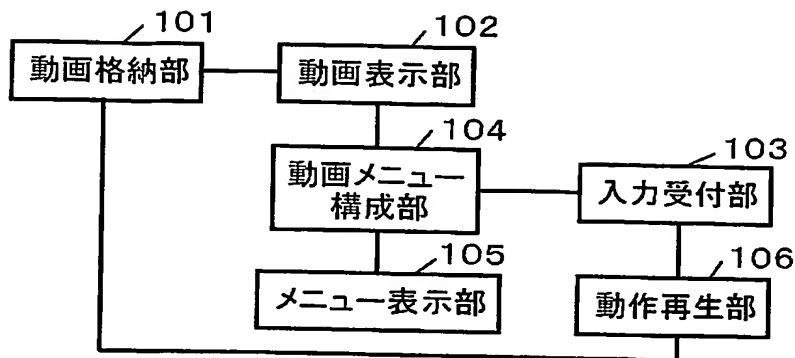 101
動画格納部
102
動画表示部
104
動画メニュー
構成部
103
入力受付部
105
メニュー表示部
106
動作再生部